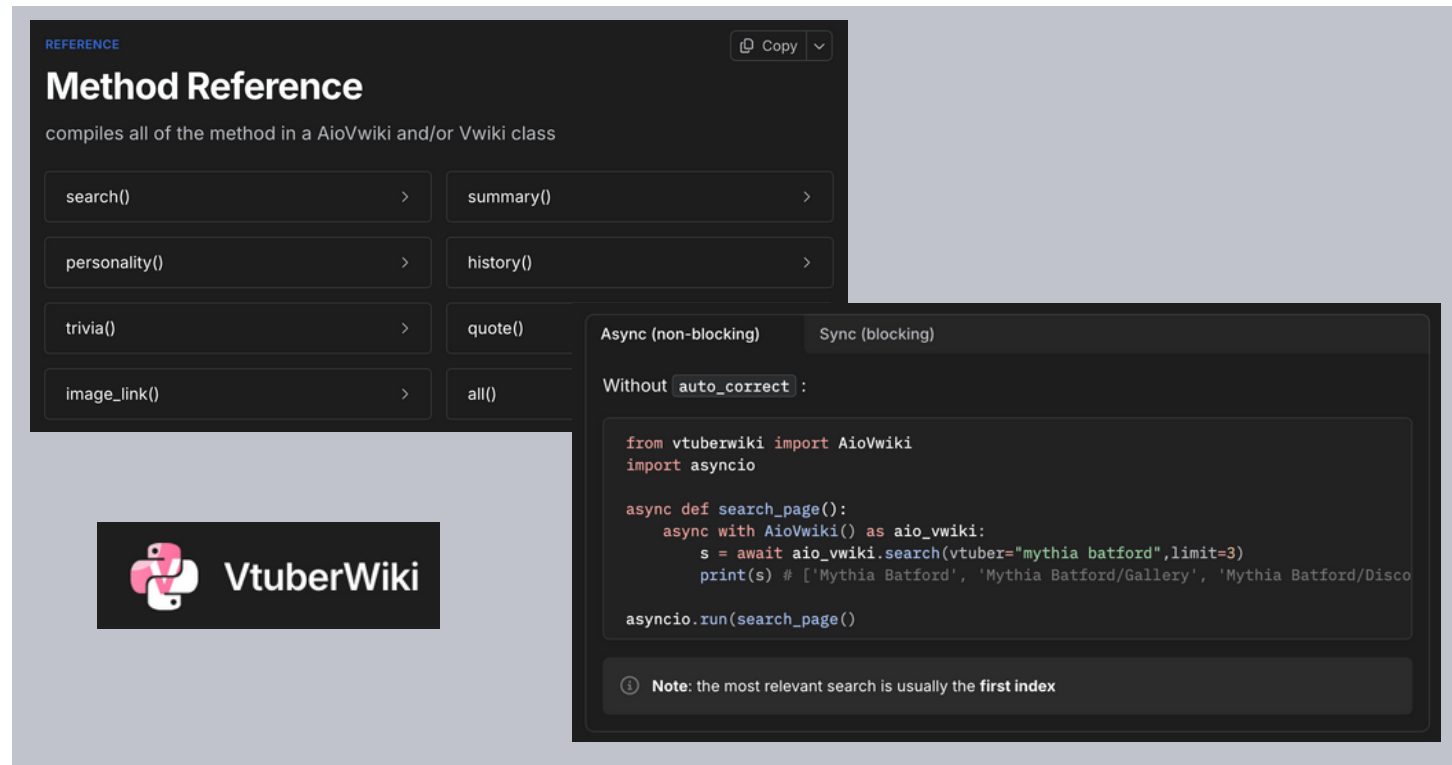 REFERENCE
Copy
Method Reference
compiles all of the method in a AioVwiki and/or Vwiki class
search()
summary()
personality()
history()
trivia()
quote()
image_link()
all()
VtuberWiki
Async (non-blocking)
Sync (blocking)
Without auto_correct :
from vtuberwiki import AioVwiki
import asyncio
async def search_page():
async with AioVwiki() as aio_vwiki:
s = await aio_vwiki.search(vtuber="mythia batford",limit=3)
print(s) # ['Mythia Batford', 'Mythia Batford/Gallery', 'Mythia Batford/Disco
asyncio.run(search_page()
Note: the most relevant search is usually the first index